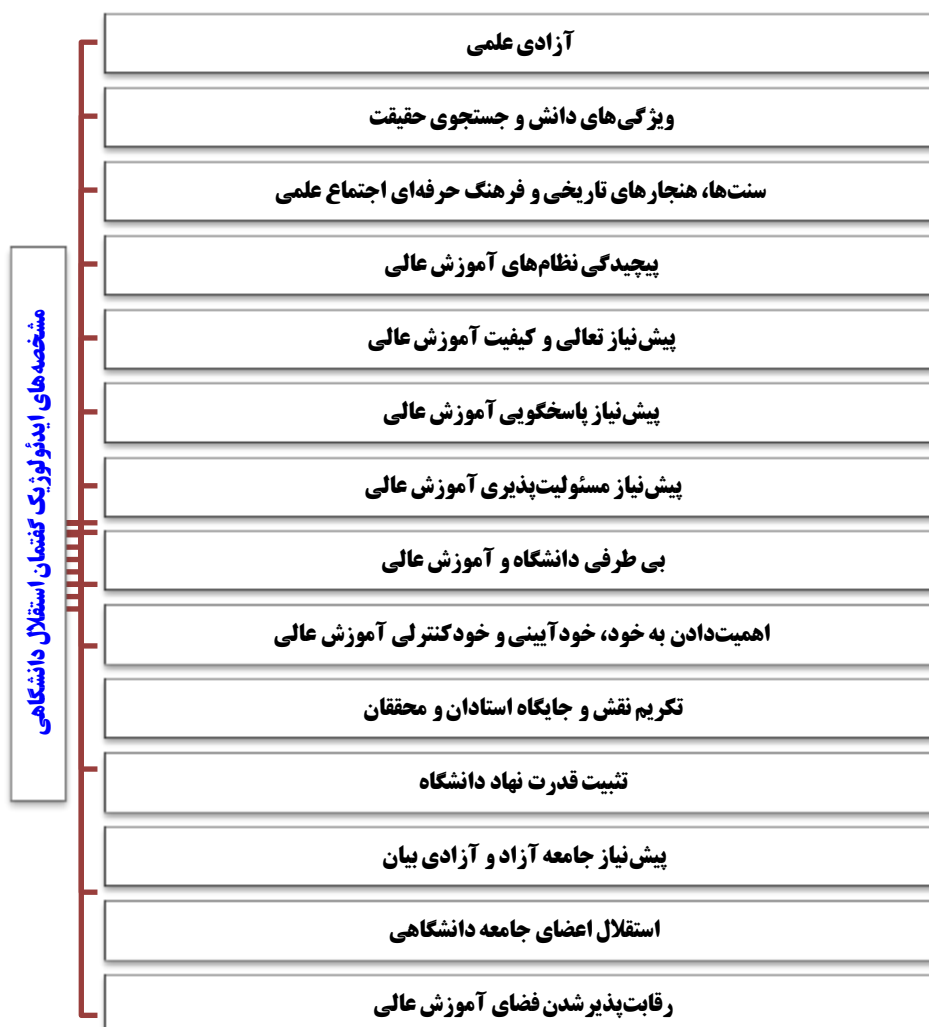 مشخصه‌های ایدئولوژیک گفتمان استقلال دانشگاهی
آزادی علمی
ویژگی‌های دانش و جستجوی حقیقت
سنت‌ها، هنجارهای تاریخی و فرهنگ حرفه‌ای اجتماع علمی
پیچیدگی نظام‌های آموزش عالی
پیش‌نیاز تعالی و کیفیت آموزش عالی
پیش‌نیاز پاسخگویی آموزش عالی
پیش‌نیاز مسئولیت‌پذیری آموزش عالی
بی طرفی دانشگاه و آموزش عالی
اهمیت‌دادن به خود، خودآیینی و خودکنترلی آموزش عالی
تکریم نقش و جایگاه استادان و محققان
تثبیت قدرت نهاد دانشگاه
پیش‌نیاز جامعه آزاد و آزادی بیان
استقلال اعضای جامعه دانشگاهی
رقابت‌پذیرشدن فضای آموزش عالی